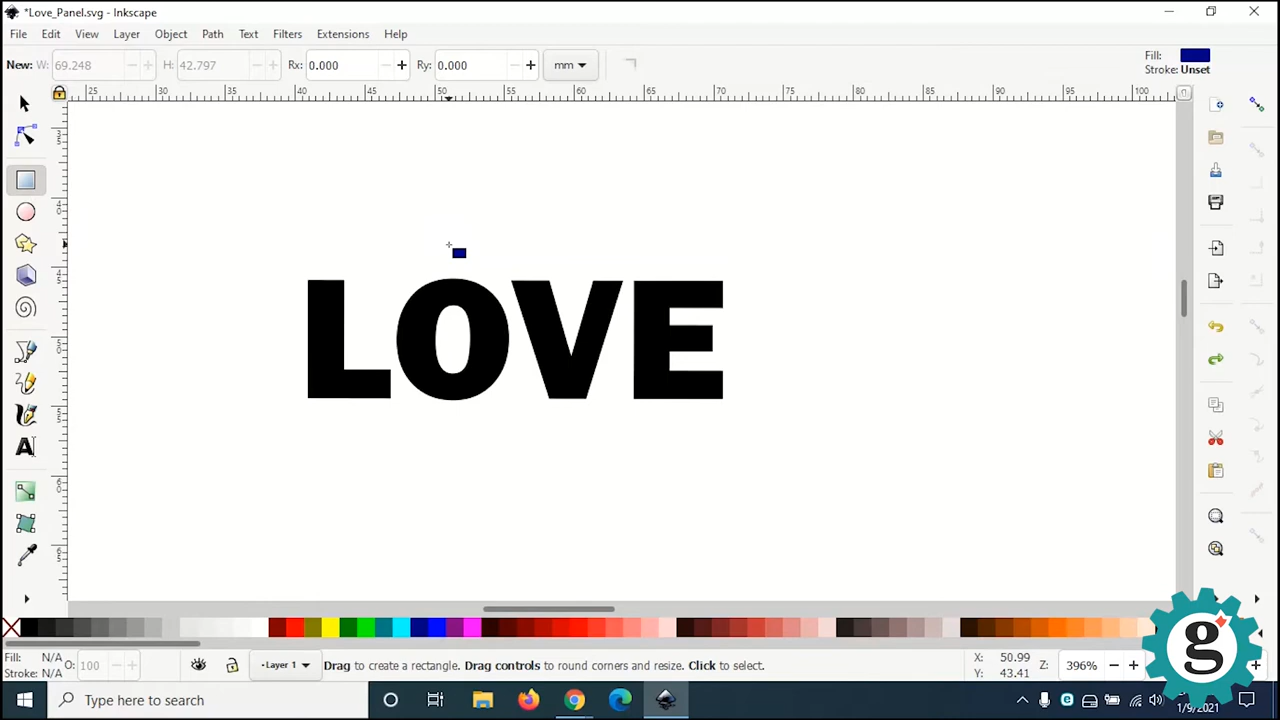 *Love_Panel.svg - Inkscape
File Edit View Layer Object Path Text Filters Extensions Help
New: W: 69.248 - + H: 42.797 - + Rx: 0.000 - + Ry: 0.000 - + mm Fill: Stroke: Unset
25 30 35 40 45 50 55 60 65 70 75 80 85 90 95 100
LOVE
Fill: N/A O: 100 - + Layer 1 Drag to create a rectangle. Drag controls to round corners and resize. Click to select. X: 50.99 Z: 396% - +
Stroke: N/A Y: 43.41
g
Type here to search
1/9/2021